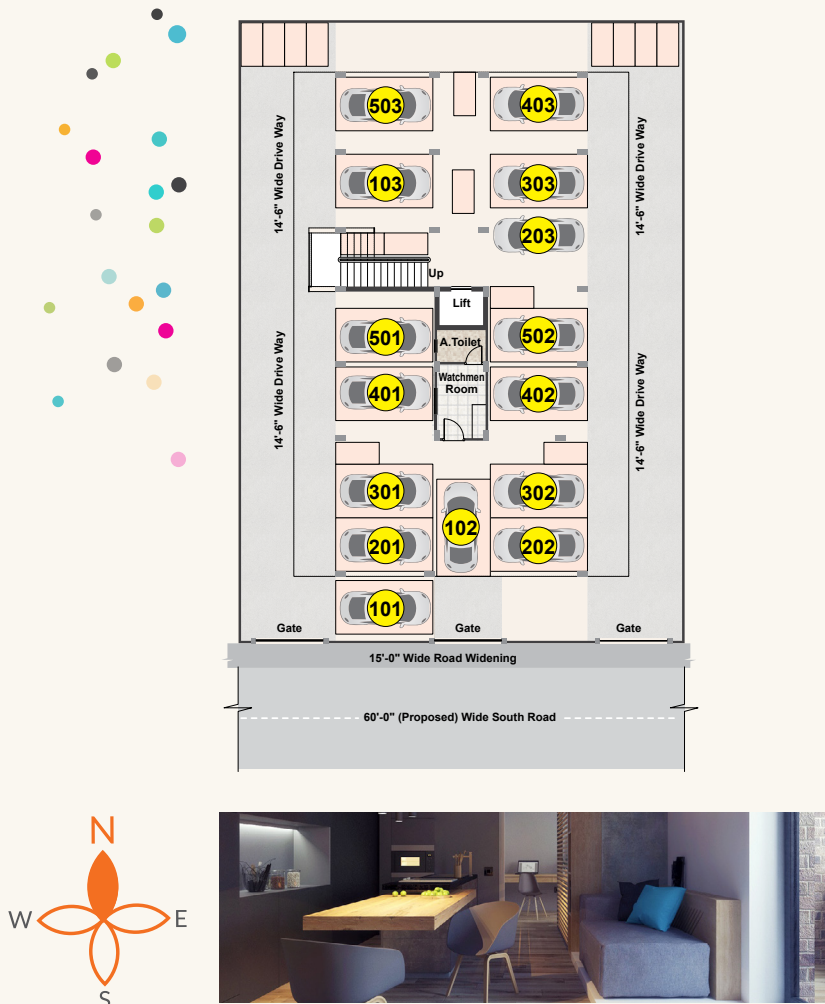 503
403
14'-6" Wide Drive Way
14'-6" Wide Drive Way
103
303
203
Up
Lift
501
A.Toilet
502
Watchmen
Room
401
402
14'-6" Wide Drive Way
14'-6" Wide Drive Way
301
302
102
201
202
101
Gate
Gate
Gate
15'-0" Wide Road Widening
60'-0" (Proposed) Wide South Road
N
W
E
S